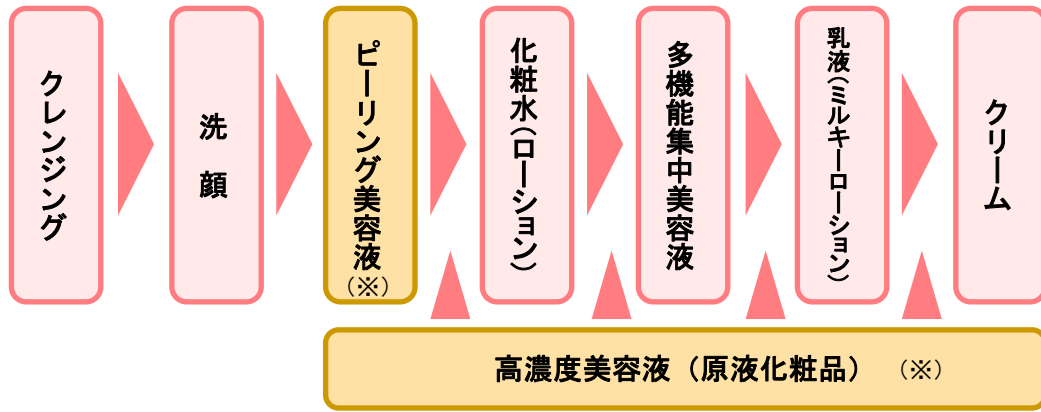 クレンジング
洗顔
ピーリング美容液
（※）
化粧水（ローション）
多機能集中美容液
乳液（ミルキーローション）
クリーム
高濃度美容液（原液化粧品）（※）